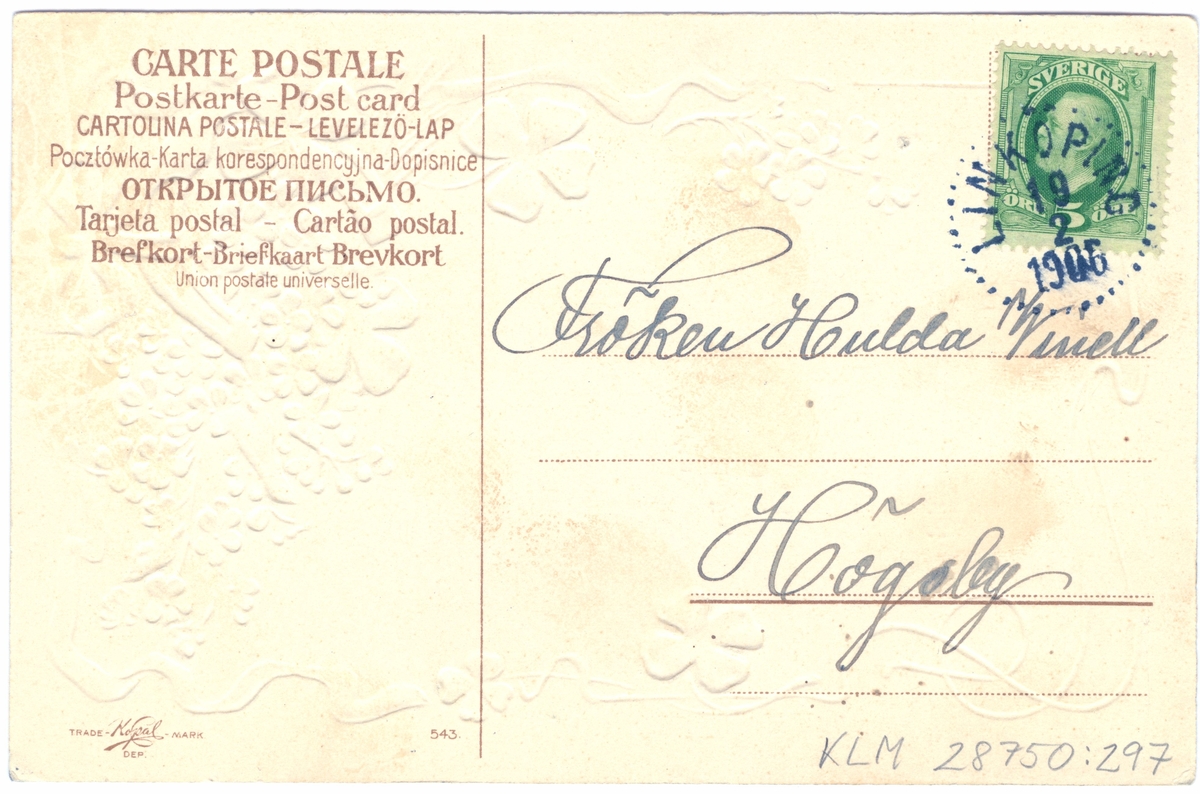 CARTE POSTALE
Postkarte-Post card
CARTOLINA POSTALE-LEVELEZÖ-LAP
Pocztówka-Karta korespondencyjna-Dopisnice
ОТКРЫТОЕ ПИСЬМО.
Tarjeta postal - Cartão postal.
Brefkort-Briefkaart Brevkort
Union postale universelle.
SVERIGE
ÖRE 5 ÖRE
LINKÖPING
19
2
1906
Fröken Hulda Vinell
Högsby
TRADE - Kopal - MARK
DEP.
543.
KLM 28750:297